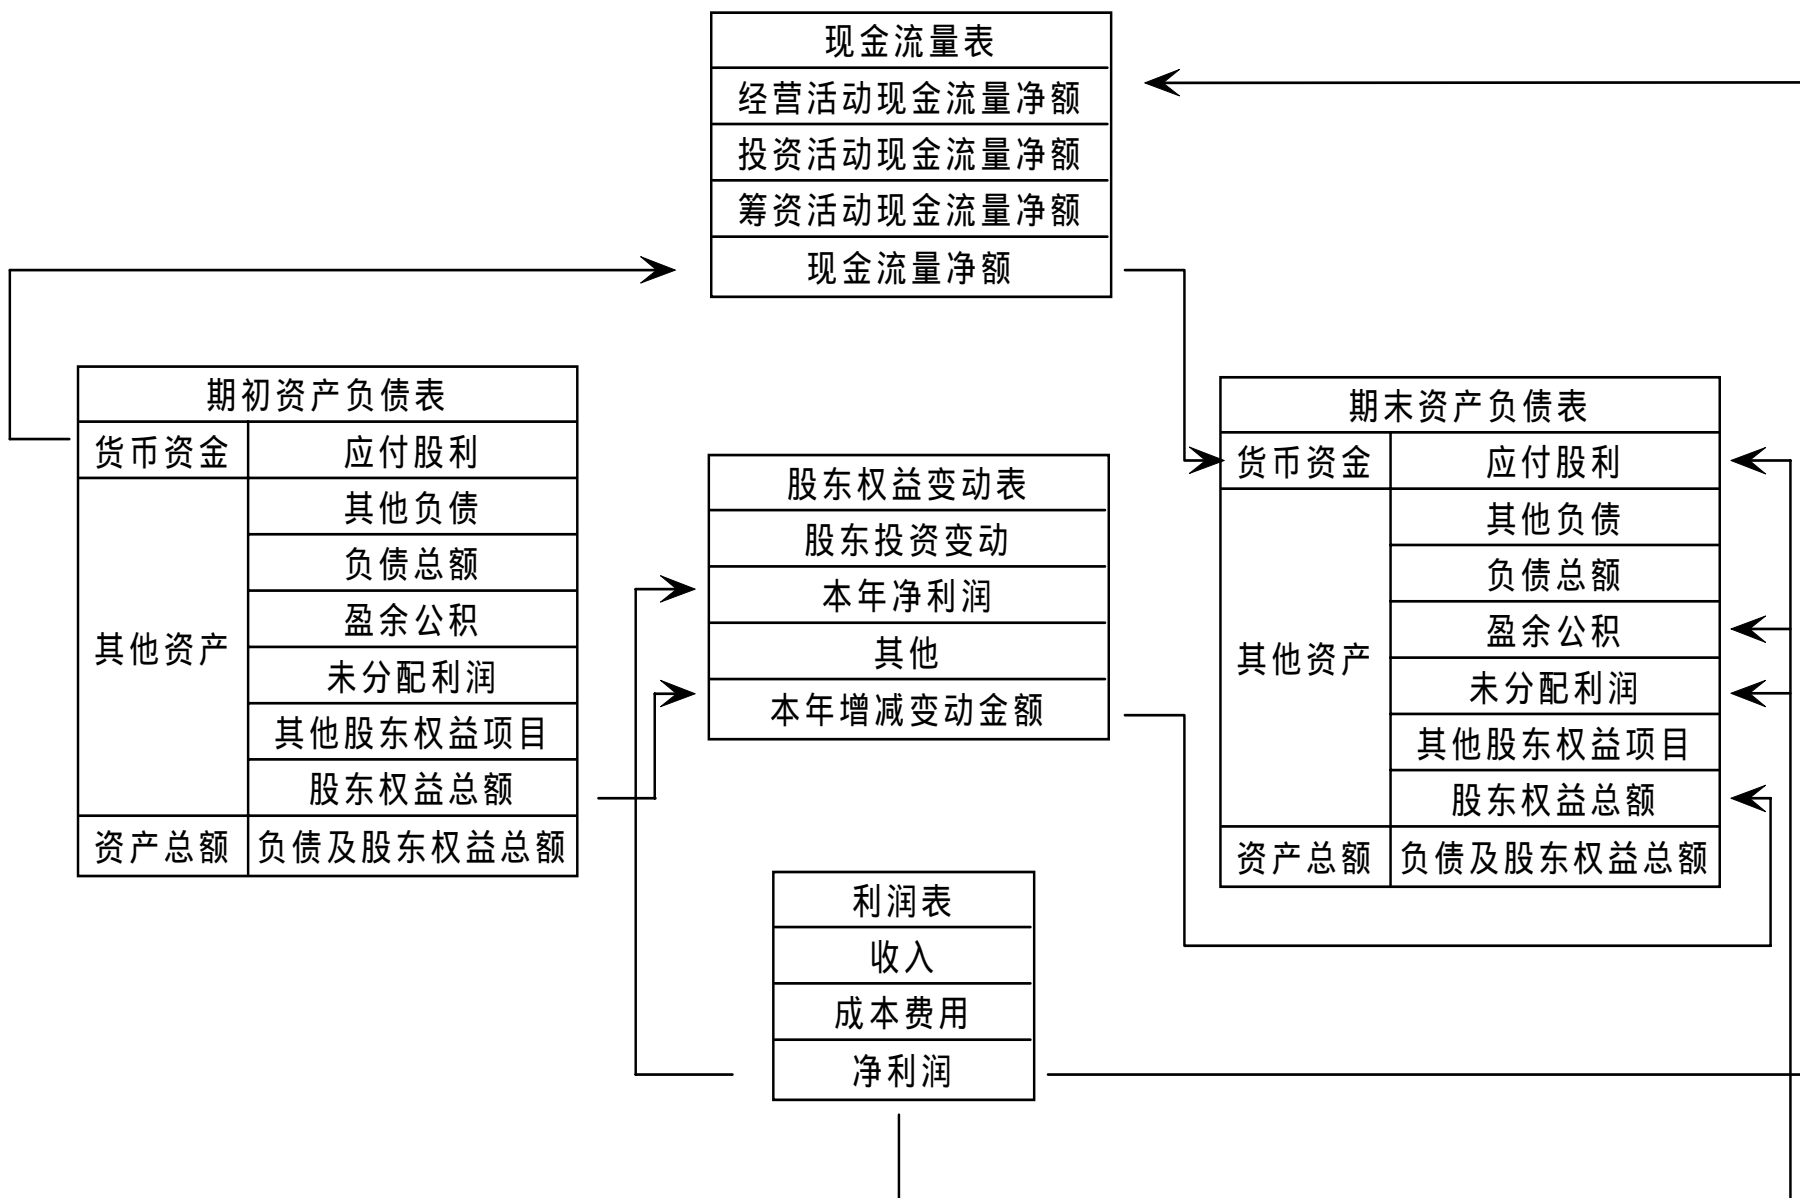 现金流量表
经营活动现金流量净额
投资活动现金流量净额
筹资活动现金流量净额
现金流量净额
期初资产负债表
货币资金 应付股利
其他负债
负债总额
盈余公积
其他资产
未分配利润
其他股东权益项目
股东权益总额
资产总额 负债及股东权益总额
股东权益变动表
股东投资变动
本年净利润
其他
本年增减变动金额
期末资产负债表
货币资金 应付股利
其他负债
负债总额
盈余公积
其他资产
未分配利润
其他股东权益项目
股东权益总额
资产总额 负债及股东权益总额
利润表
收入
成本费用
净利润